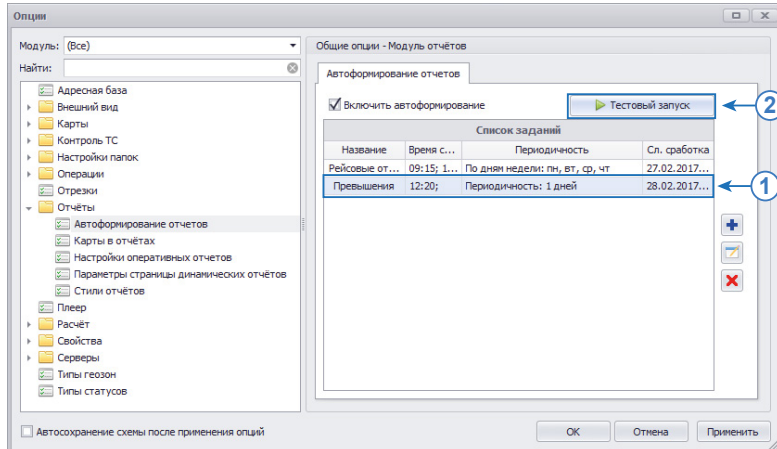 Опции
Модуль: (Все)
Найти:
Адресная база
Внешний вид
Карты
Контроль ТС
Настройки папок
Операции
Отрезки
Отчёты
Автоформирование отчетов
Карты в отчётах
Настройки оперативных отчетов
Параметры страницы динамических отчётов
Стили отчётов
Плеер
Расчёт
Свойства
Серверы
Типы геозон
Типы статусов
Общие опции - Модуль отчётов
Автоформирование отчетов
Включить автоформирование
Тестовый запуск
2
Список заданий
Название Время с... Периодичность Сл. сработка
Рейсовые от... 09:15; 1... По дням недели: пн, вт, ср, чт 27.02.2017...
Превышения 12:20; Периодичность: 1 дней 28.02.2017...
1
Автосохранение схемы после применения опций
ОК Отмена Применить